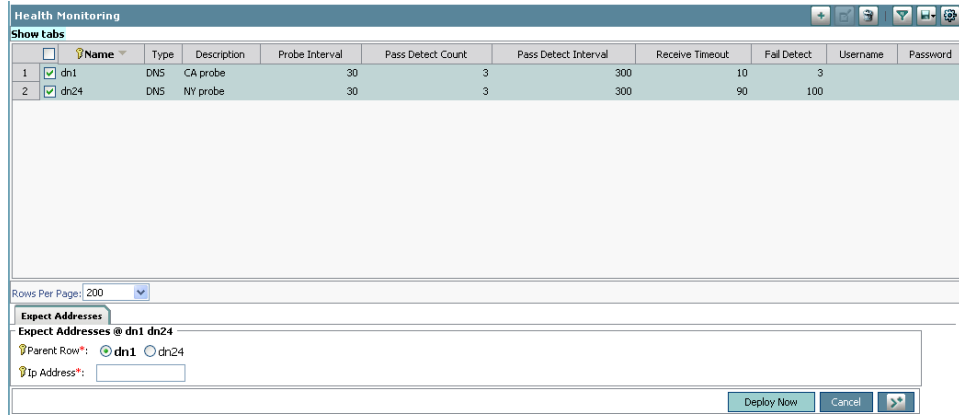 Health Monitoring
Show tabs
Name Type Description Probe Interval Pass Detect Count Pass Detect Interval Receive Timeout Fail Detect Username Password
1 dn1 DNS CA probe 30 3 300 10 3
2 dn24 DNS NY probe 30 3 300 90 100
Rows Per Page: 200
Expect Addresses
Expect Addresses @ dn1 dn24
Parent Row*: dn1 dn24
Ip Address*:
Deploy Now Cancel